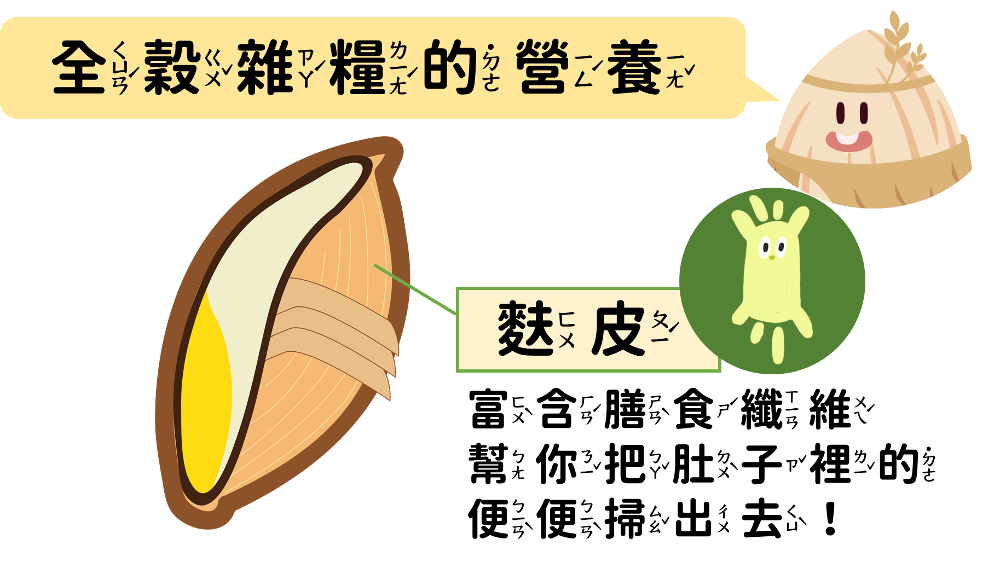 全穀雜糧的營養
麩皮
富含膳食纖維
幫你把肚子裡的
便便掃出去！